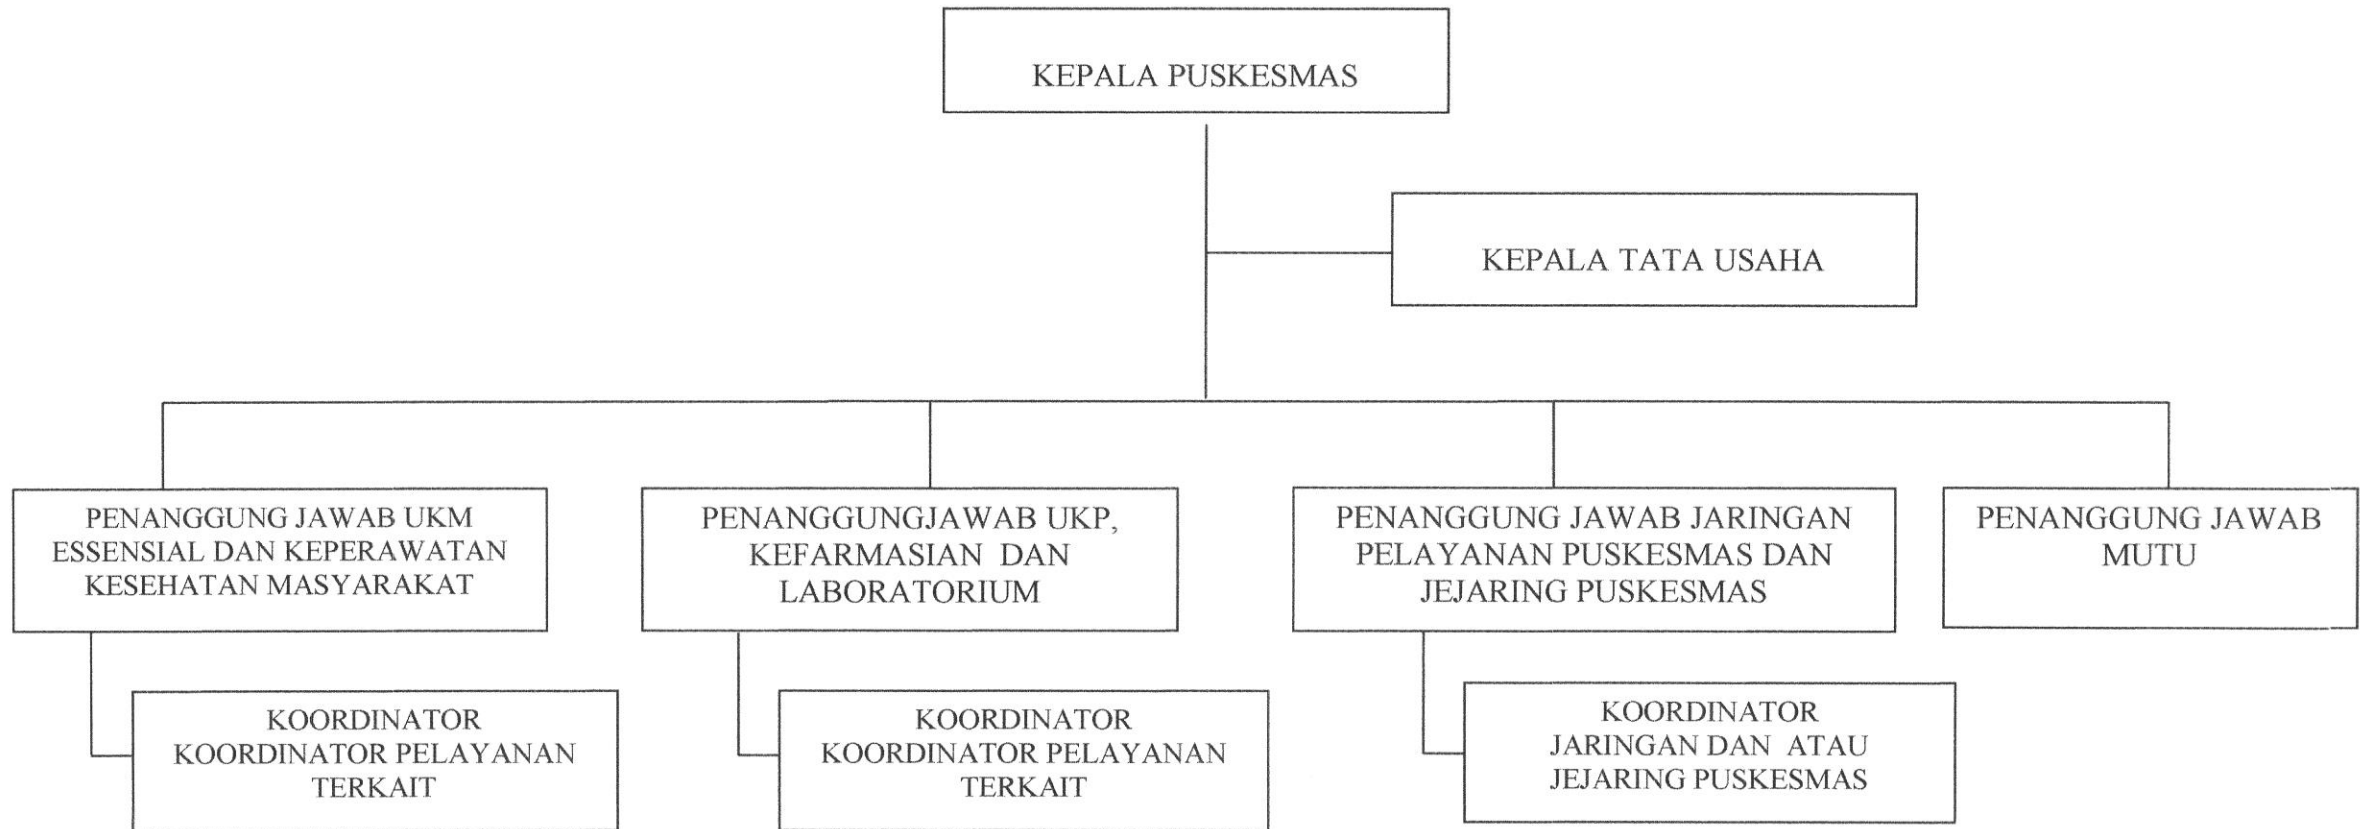 KEPALA PUSKESMAS
KEPALA TATA USAHA
PENANGGUNG JAWAB UKM
ESSENSIAL DAN KEPERAWATAN
KESEHATAN MASYARAKAT
PENANGGUNGJAWAB UKP,
KEFARMASIAN DAN
LABORATORIUM
PENANGGUNG JAWAB JARINGAN
PELAYANAN PUSKESMAS DAN
JEJARING PUSKESMAS
PENANGGUNG JAWAB
MUTU
KOORDINATOR
KOORDINATOR PELAYANAN
TERKAIT
KOORDINATOR
KOORDINATOR PELAYANAN
TERKAIT
KOORDINATOR
JARINGAN DAN ATAU
JEJARING PUSKESMAS